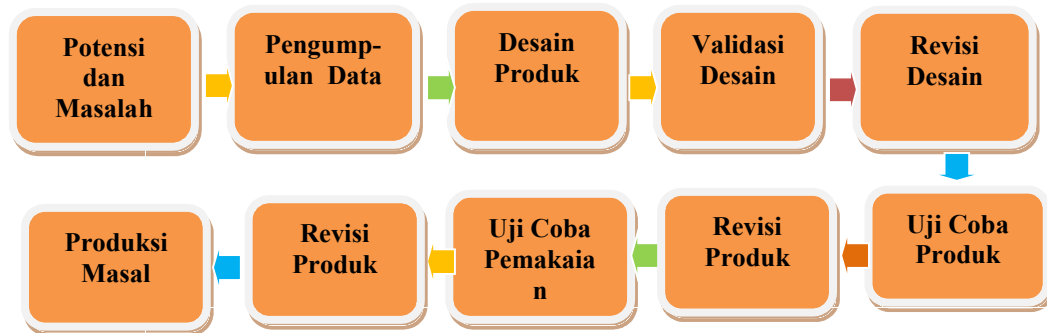 Potensi
dan
Masalah
Pengump-
ulan Data
Desain
Produk
Validasi
Desain
Revisi
Desain
Uji Coba
Produk
Revisi
Produk
Uji Coba
Pemakaia
n
Revisi
Produk
Produksi
Masal